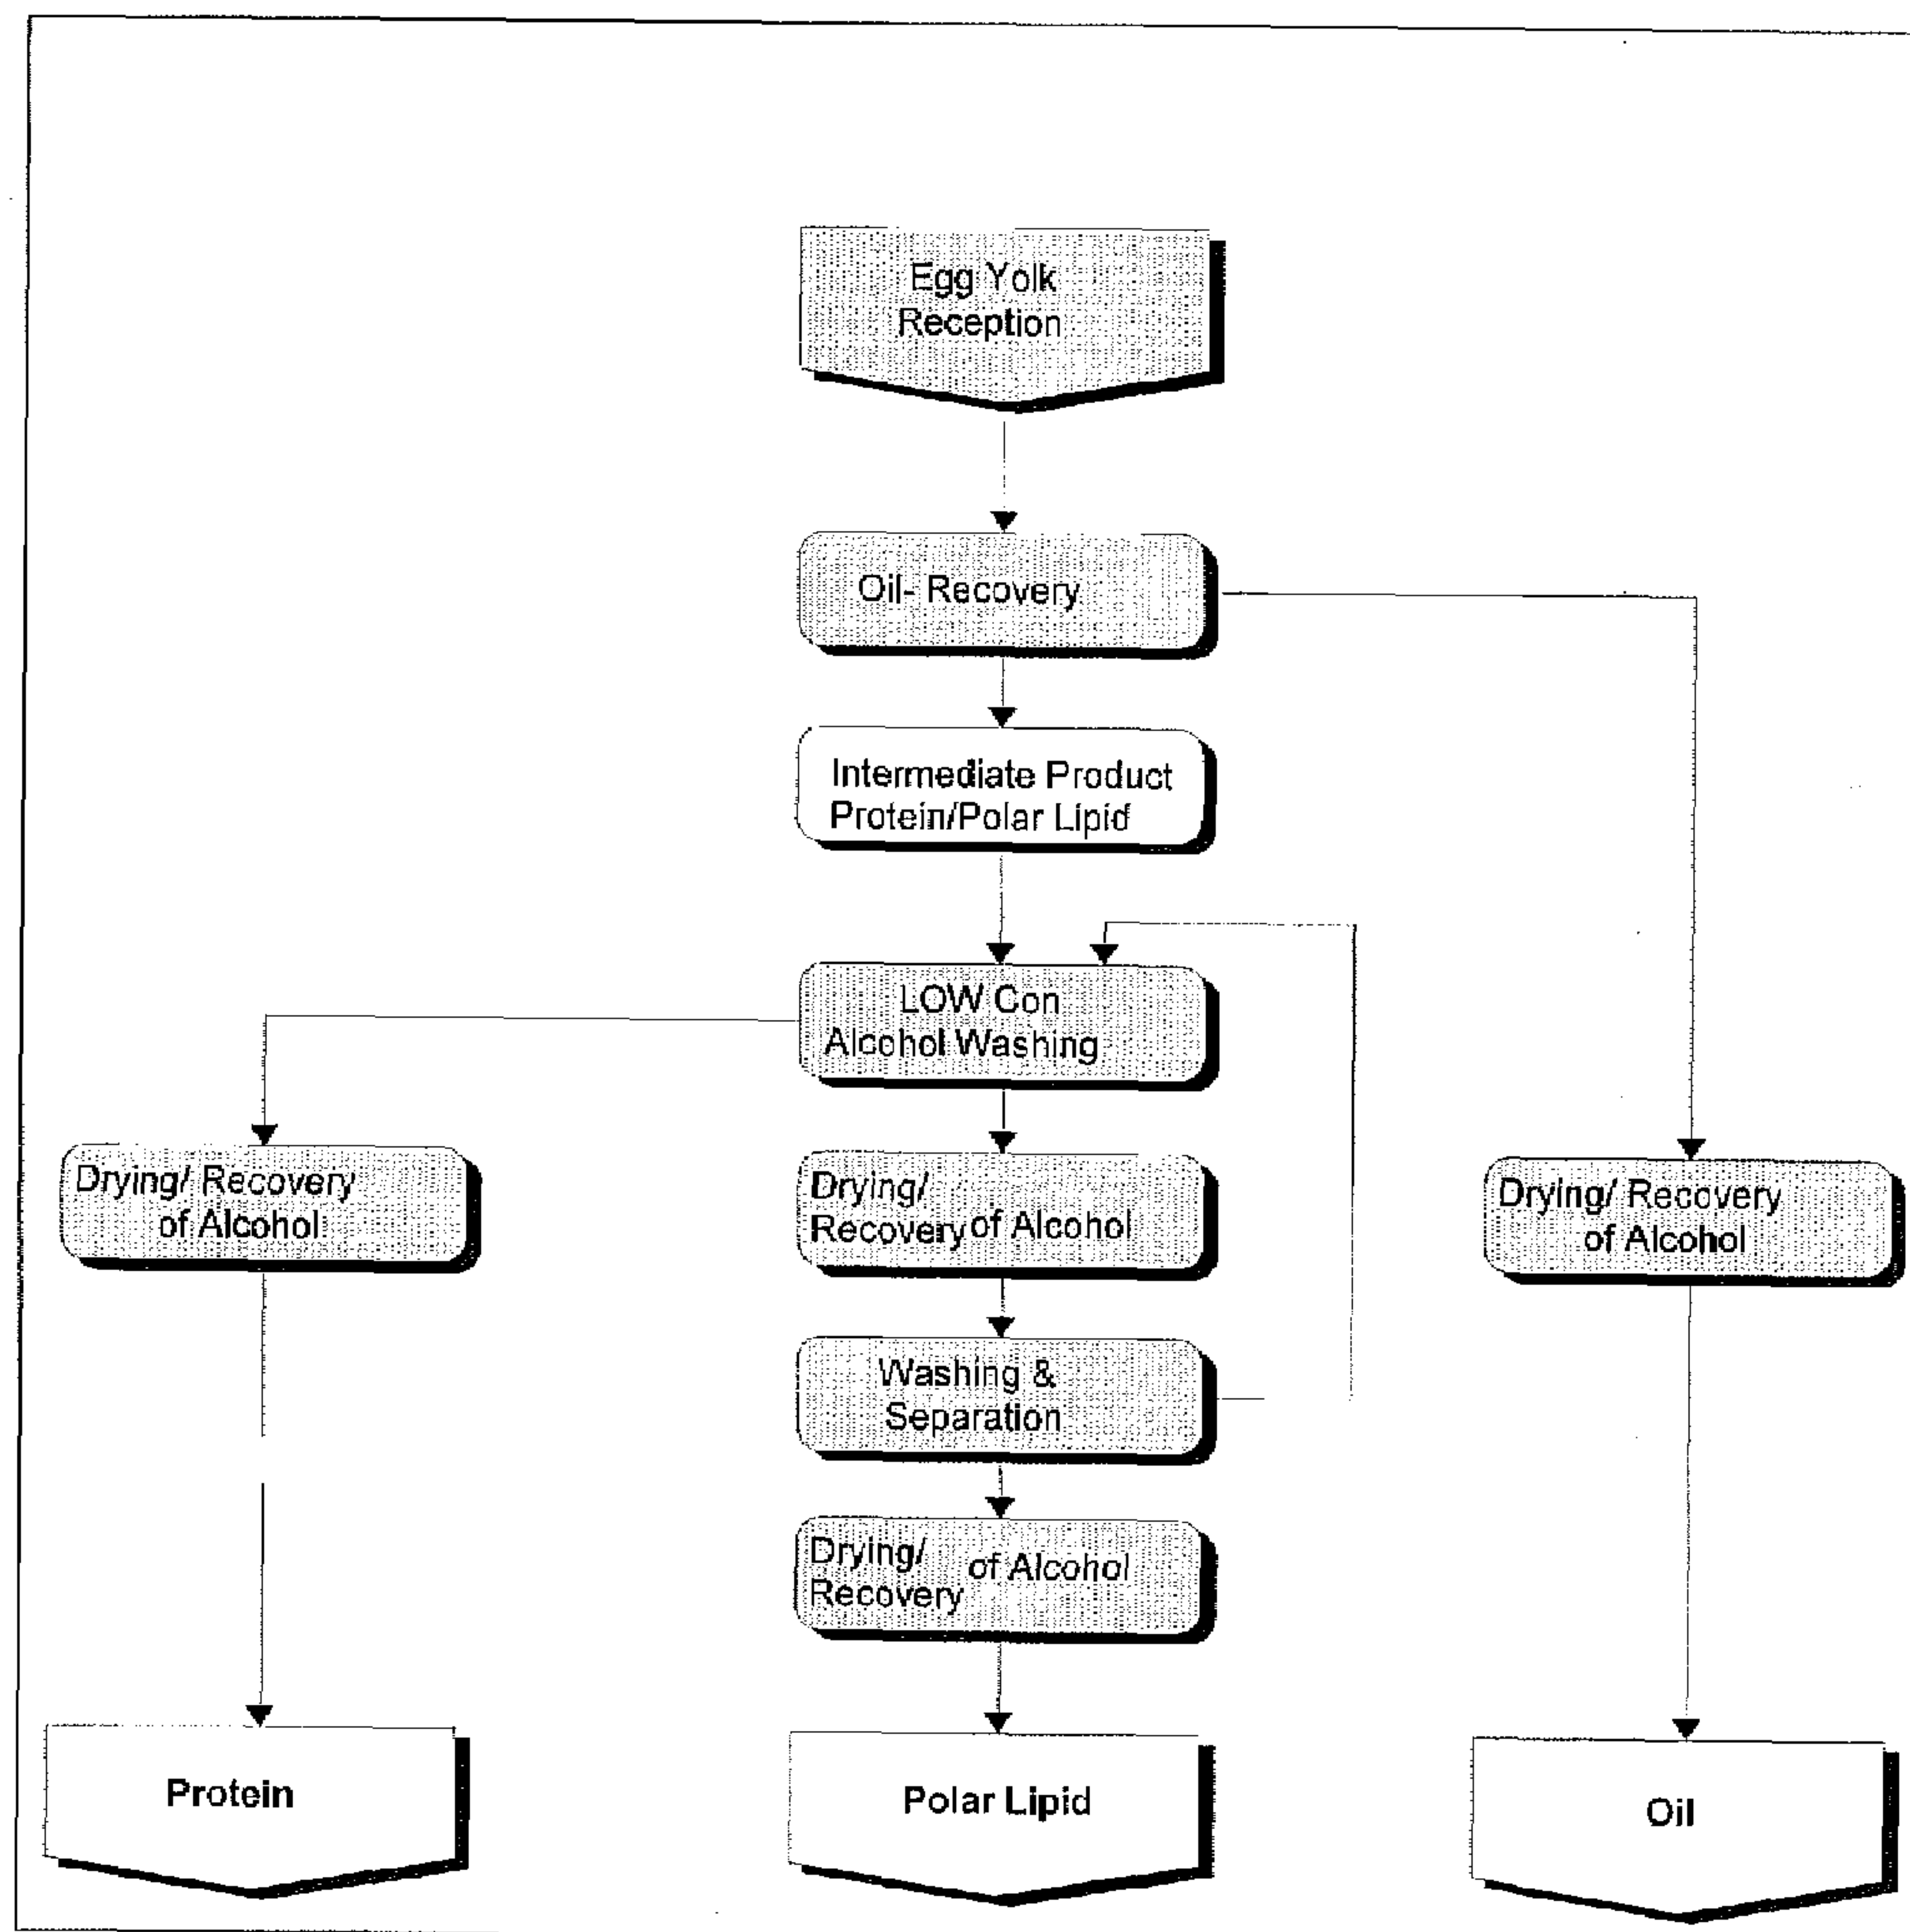 Egg Yolk
Reception
Oil- Recovery
Intermediate Product
Protein/Polar Lipid
LOW Con
Alcohol Washing
Drying/ Recovery
of Alcohol
Drying/
Recovery of Alcohol
Drying/ Recovery
of Alcohol
Washing &
Separation
Drying/ of Alcohol
Recovery
Protein
Polar Lipid
Oil